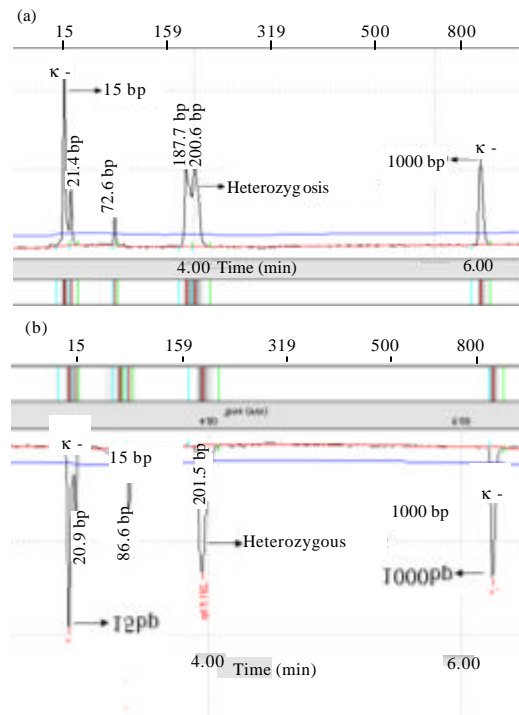 (a)
15 159 319 500 800
κ -
15 bp
21.4 bp
72.6 bp
187.7 bp
200.6 bp
Heterozygosis
κ -
1000 bp
4.00 Time (min) 6.00
(b)
15 159 319 500 800
κ -
15 bp
20.9 bp
86.6 bp
201.5 bp
Heterozygous
κ -
1000 bp
1000bp
15bp
4.00 Time (min) 6.00